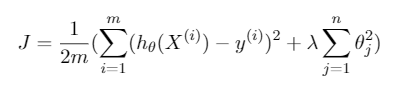 J = \frac{1}{2m}(\sum_{i=1}^{m}(h_\theta(X^{(i)}) - y^{(i)})^2 + \lambda\sum_{j=1}^{n}\theta_j^2)